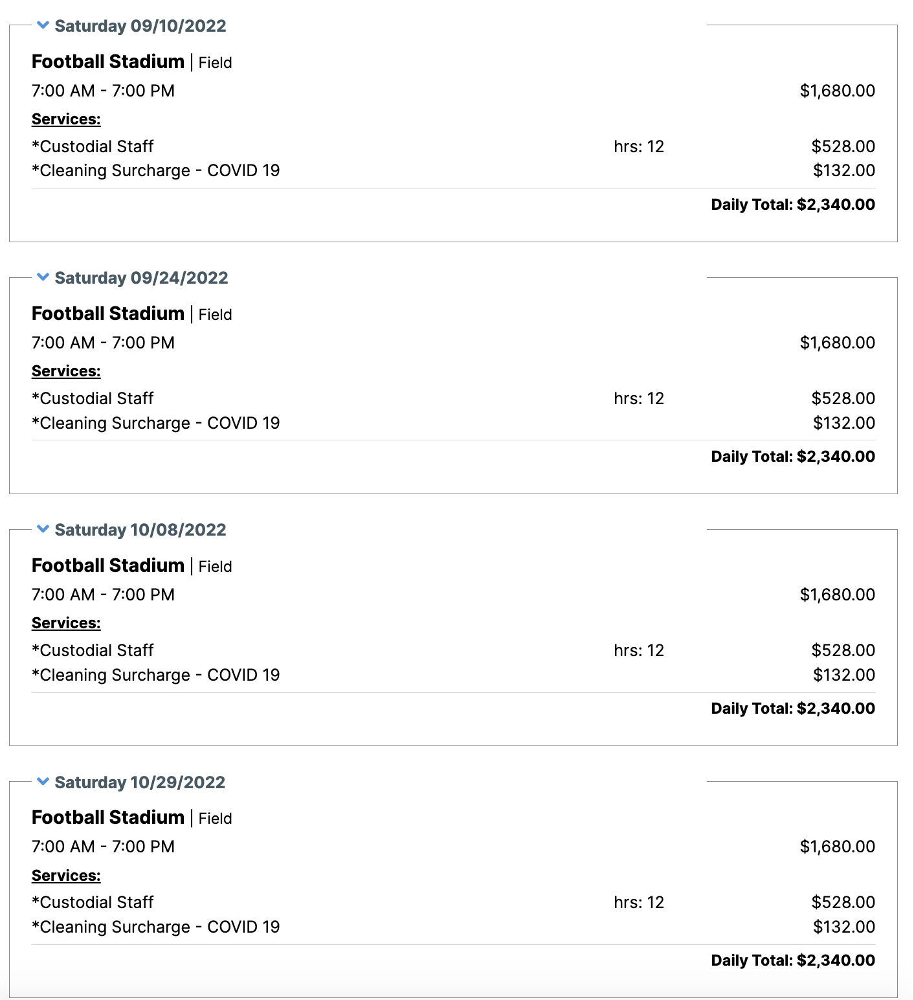 Saturday 09/10/2022
Football Stadium | Field
7:00 AM - 7:00 PM $1,680.00
Services:
*Custodial Staff hrs: 12 $528.00
*Cleaning Surcharge - COVID 19 $132.00
Daily Total: $2,340.00
Saturday 09/24/2022
Football Stadium | Field
7:00 AM - 7:00 PM $1,680.00
Services:
*Custodial Staff hrs: 12 $528.00
*Cleaning Surcharge - COVID 19 $132.00
Daily Total: $2,340.00
Saturday 10/08/2022
Football Stadium | Field
7:00 AM - 7:00 PM $1,680.00
Services:
*Custodial Staff hrs: 12 $528.00
*Cleaning Surcharge - COVID 19 $132.00
Daily Total: $2,340.00
Saturday 10/29/2022
Football Stadium | Field
7:00 AM - 7:00 PM $1,680.00
Services:
*Custodial Staff hrs: 12 $528.00
*Cleaning Surcharge - COVID 19 $132.00
Daily Total: $2,340.00